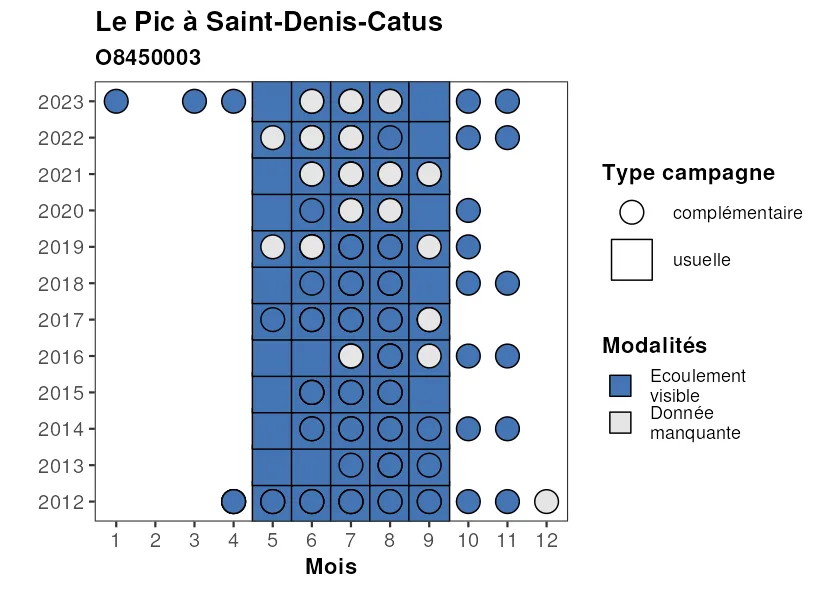 Le Pic à Saint-Denis-Catus
O8450003
2023
2022
2021
2020
2019
2018
2017
2016
2015
2014
2013
2012
1 2 3 4 5 6 7 8 9 10 11 12
Mois
Type campagne
complémentaire
usuelle
Modalités
Ecoulement
visible
Donnée
manquante